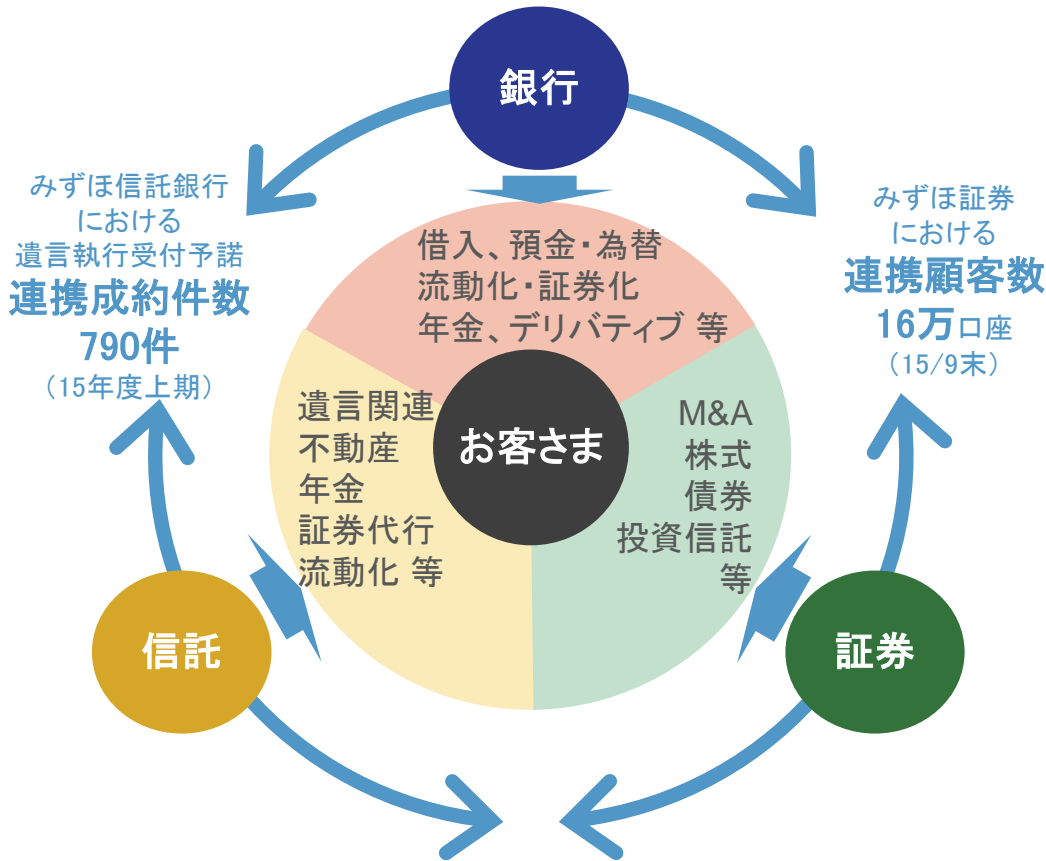 銀行
みずほ信託銀行
における
遺言執行受付予諾
連携成約件数
790件
（15年度上期）
みずほ証券
における
連携顧客数
16万口座
（15/9末）
借入、預金・為替
流動化・証券化
年金、デリバティブ 等
遺言関連
不動産
年金
証券代行
流動化 等
お客さま
M&A
株式
債券
投資信託
等
信託
証券